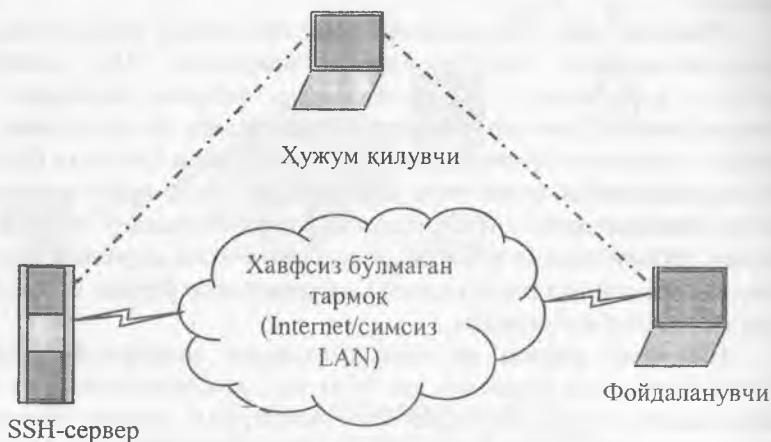 Ҳужум қилувчи
Хавфсиз бўлмаган
тармоқ
(Internet/симсиз
LAN)
Фойдаланувчи
SSH-сервер